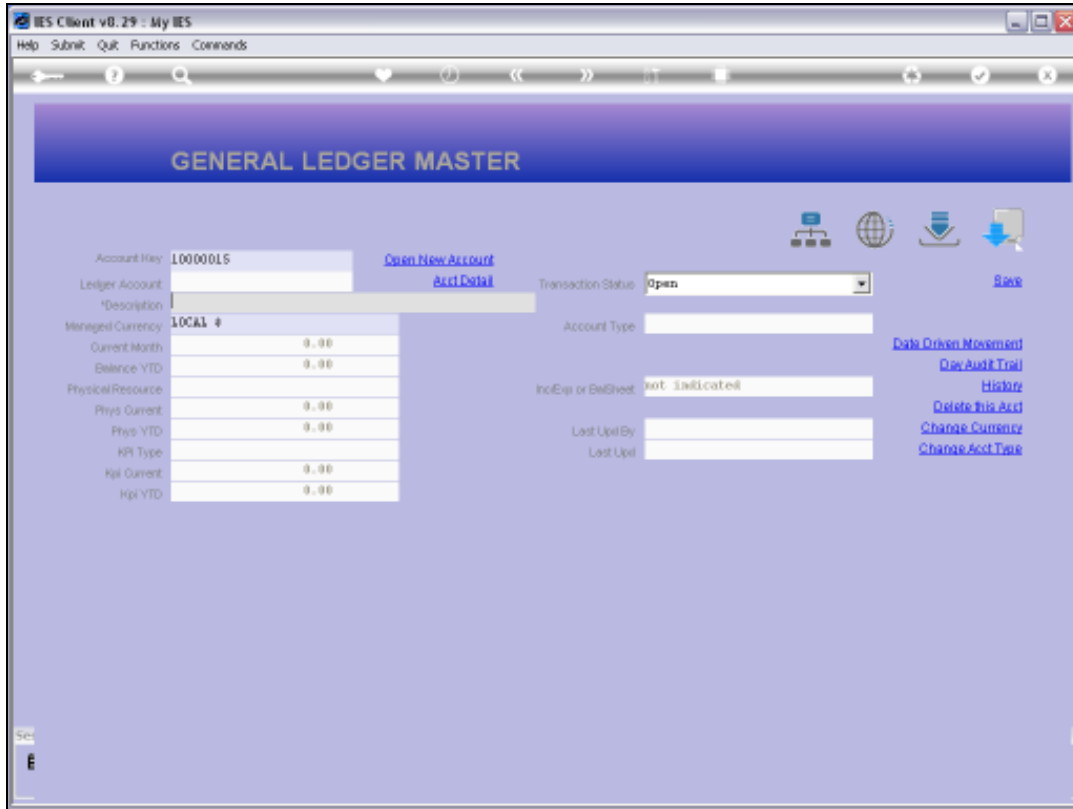 IES Client v8.29 : My IES
Help Submit Quit Functions Commands
GENERAL LEDGER MASTER
Account Key 10000015 Open New Account
Ledger Account Acct Detail Transaction Status Open Save
*Description
Managed Currency LOCAL # Account Type
Current Month 0.00 Date Driven Movement
Balance YTD 0.00 Day Audit Trail
Physical Resource Inc/Exp or BalSheet not indicated History
Phys Current 0.00 Delete this Acct
Phys YTD 0.00 Last Upd By Change Currency
KPI Type Last Upd Change Acct Type
Kpi Current 0.00
Kpi YTD 0.00